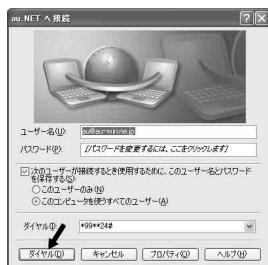 au.NET へ接続
ユーザー名(U): au@au-win.ne.jp
パスワード(P): [パスワードを変更するには、ここをクリックします]
次のユーザーが接続するとき使用するために、このユーザー名とパスワード
を保存する(S):
このユーザーのみ(N)
このコンピュータを使うすべてのユーザー(A)
ダイヤル(I): *99**24#
ダイヤル(D) キャンセル プロパティ(O) ヘルプ(H)